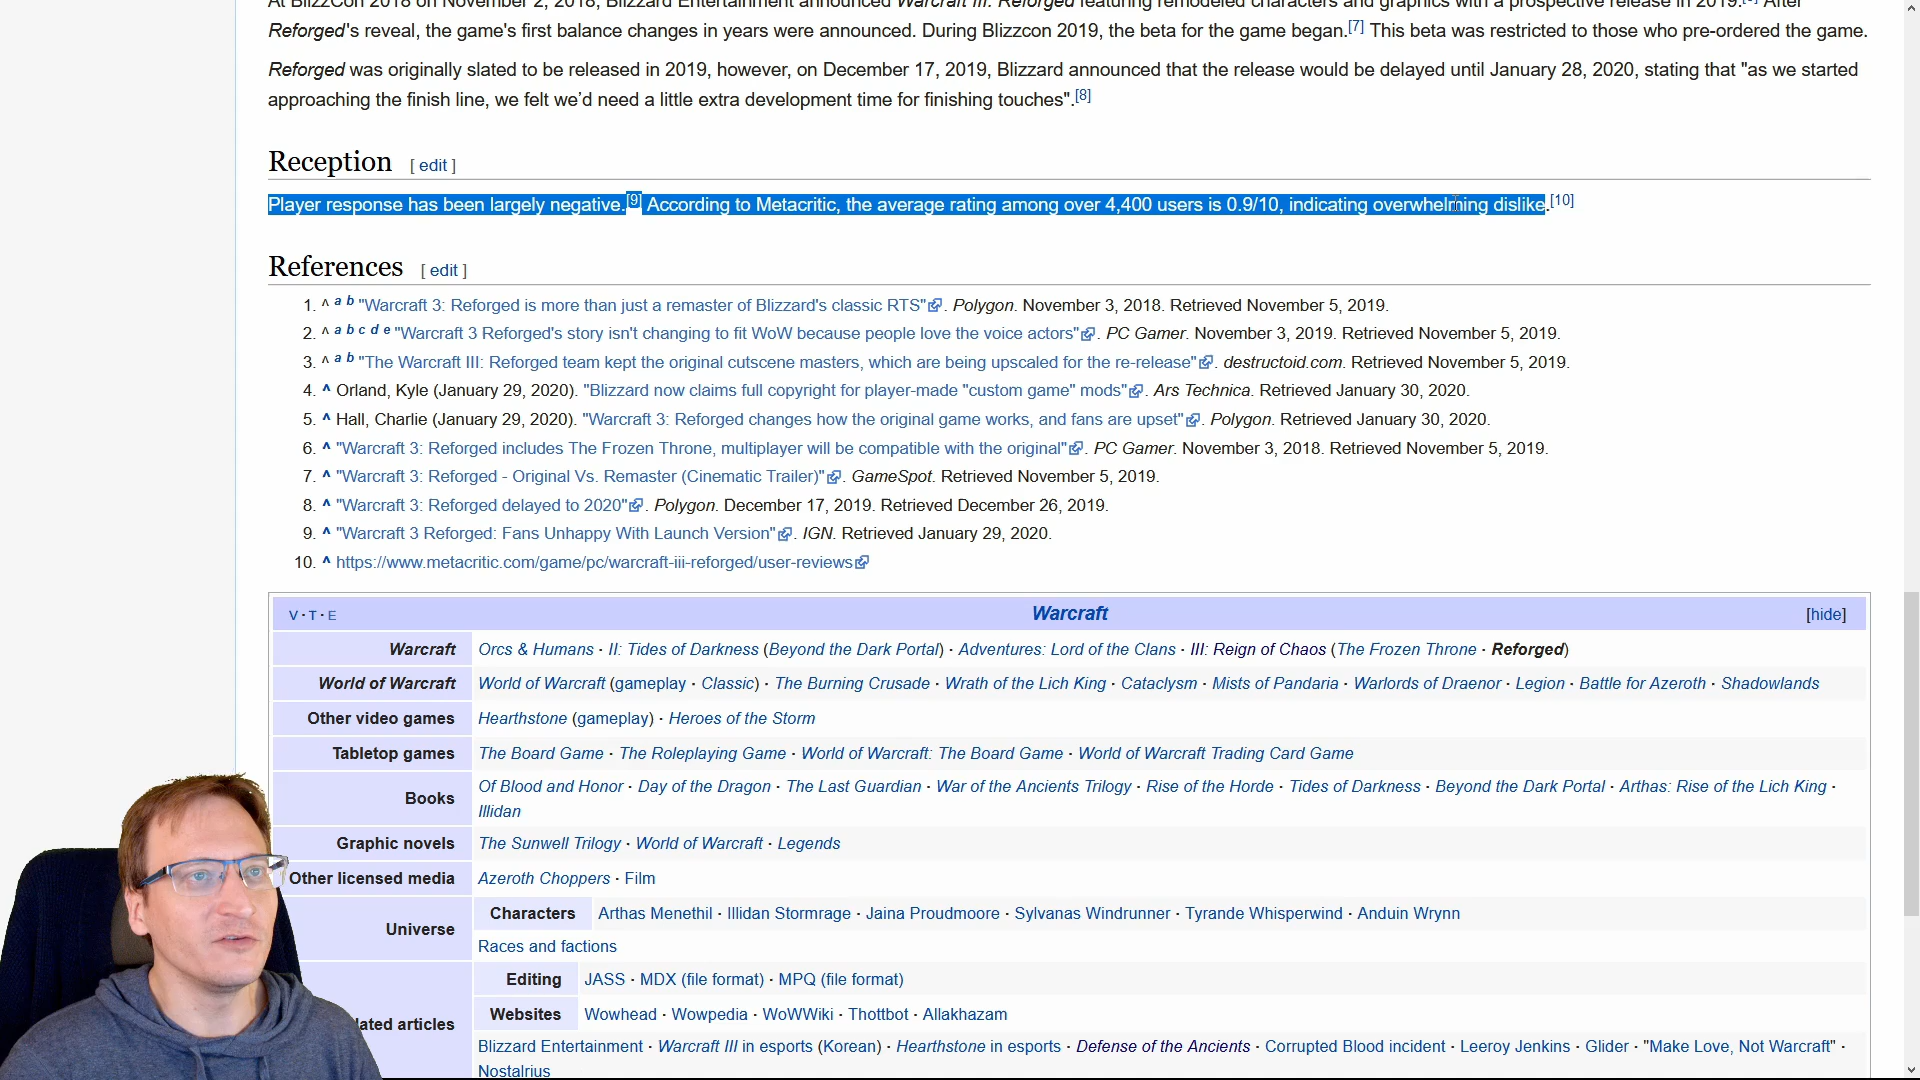 At BlizzCon 2018 on November 2, 2018, Blizzard Entertainment announced Warcraft III: Reforged featuring remodeled characters and graphics with a prospective release in 2019. After
Reforged's reveal, the game's first balance changes in years were announced. During Blizzcon 2019, the beta for the game began.[7] This beta was restricted to those who pre-ordered the game.
Reforged was originally slated to be released in 2019, however, on December 17, 2019, Blizzard announced that the release would be delayed until January 28, 2020, stating that "as we started
approaching the finish line, we felt we’d need a little extra development time for finishing touches".[8]
Reception [ edit ]
Player response has been largely negative.[9] According to Metacritic, the average rating among over 4,400 users is 0.9/10, indicating overwhelming dislike.[10]
References [ edit ]
1. ^ a b "Warcraft 3: Reforged is more than just a remaster of Blizzard's classic RTS". Polygon. November 3, 2018. Retrieved November 5, 2019.
2. ^ a b c d e "Warcraft 3 Reforged's story isn't changing to fit WoW because people love the voice actors". PC Gamer. November 3, 2019. Retrieved November 5, 2019.
3. ^ a b "The Warcraft III: Reforged team kept the original cutscene masters, which are being upscaled for the re-release". destructoid.com. Retrieved November 5, 2019.
4. ^ Orland, Kyle (January 29, 2020). "Blizzard now claims full copyright for player-made "custom game" mods". Ars Technica. Retrieved January 30, 2020.
5. ^ Hall, Charlie (January 29, 2020). "Warcraft 3: Reforged changes how the original game works, and fans are upset". Polygon. Retrieved January 30, 2020.
6. ^ "Warcraft 3: Reforged includes The Frozen Throne, multiplayer will be compatible with the original". PC Gamer. November 3, 2018. Retrieved November 5, 2019.
7. ^ "Warcraft 3: Reforged - Original Vs. Remaster (Cinematic Trailer)". GameSpot. Retrieved November 5, 2019.
8. ^ "Warcraft 3: Reforged delayed to 2020". Polygon. December 17, 2019. Retrieved December 26, 2019.
9. ^ "Warcraft 3 Reforged: Fans Unhappy With Launch Version". IGN. Retrieved January 29, 2020.
10. ^ https://www.metacritic.com/game/pc/warcraft-iii-reforged/user-reviews
V · T · E Warcraft [hide]
Warcraft Orcs & Humans · II: Tides of Darkness (Beyond the Dark Portal) · Adventures: Lord of the Clans · III: Reign of Chaos (The Frozen Throne · Reforged)
World of Warcraft World of Warcraft (gameplay · Classic) · The Burning Crusade · Wrath of the Lich King · Cataclysm · Mists of Pandaria · Warlords of Draenor · Legion · Battle for Azeroth · Shadowlands
Other video games Hearthstone (gameplay) · Heroes of the Storm
Tabletop games The Board Game · The Roleplaying Game · World of Warcraft: The Board Game · World of Warcraft Trading Card Game
Books Of Blood and Honor · Day of the Dragon · The Last Guardian · War of the Ancients Trilogy · Rise of the Horde · Tides of Darkness · Beyond the Dark Portal · Arthas: Rise of the Lich King ·
Illidan
Graphic novels The Sunwell Trilogy · World of Warcraft · Legends
Other licensed media Azeroth Choppers · Film
Universe Characters Arthas Menethil · Illidan Stormrage · Jaina Proudmoore · Sylvanas Windrunner · Tyrande Whisperwind · Anduin Wrynn
Races and factions
Editing JASS · MDX (file format) · MPQ (file format)
lated articles Websites Wowhead · Wowpedia · WoWWiki · Thottbot · Allakhazam
Blizzard Entertainment · Warcraft III in esports (Korean) · Hearthstone in esports · Defense of the Ancients · Corrupted Blood incident · Leeroy Jenkins · Glider · "Make Love, Not Warcraft" ·
Nostalrius